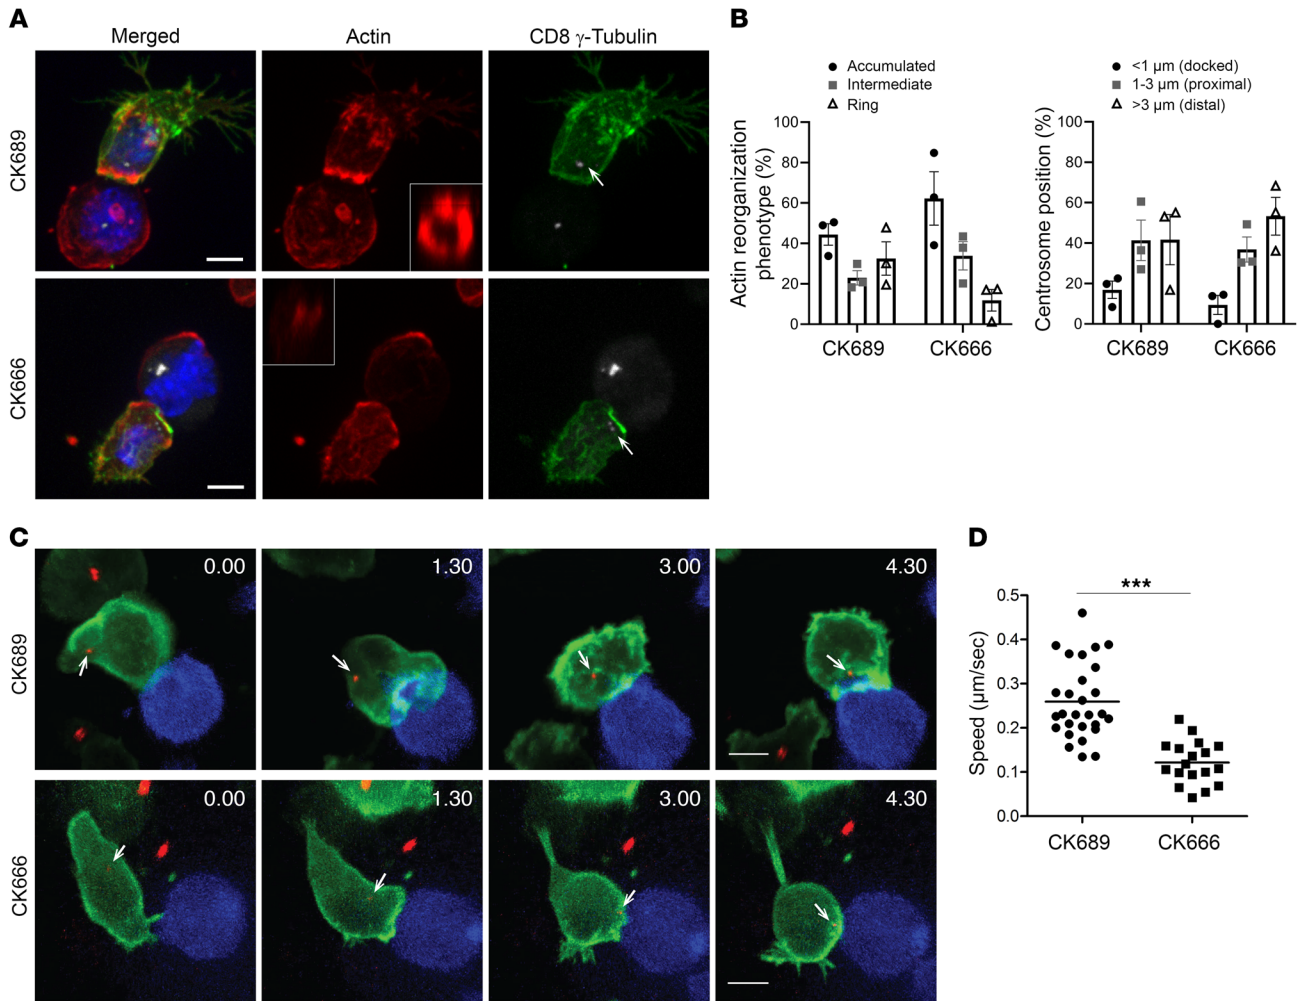 A
Merged
Actin
CD8 γ-Tubulin
CK689
CK666
B
Accumulated
Intermediate
Ring
Actin reorganization
phenotype (%)
100
80
60
40
20
0
CK689
CK666
<1 µm (docked)
1-3 µm (proximal)
>3 µm (distal)
Centrosome position (%)
100
80
60
40
20
0
CK689
CK666
C
CK689
0.00
1.30
3.00
4.30
CK666
0.00
1.30
3.00
4.30
D
***
Speed (µm/sec)
0.5
0.4
0.3
0.2
0.1
0.0
CK689
CK666